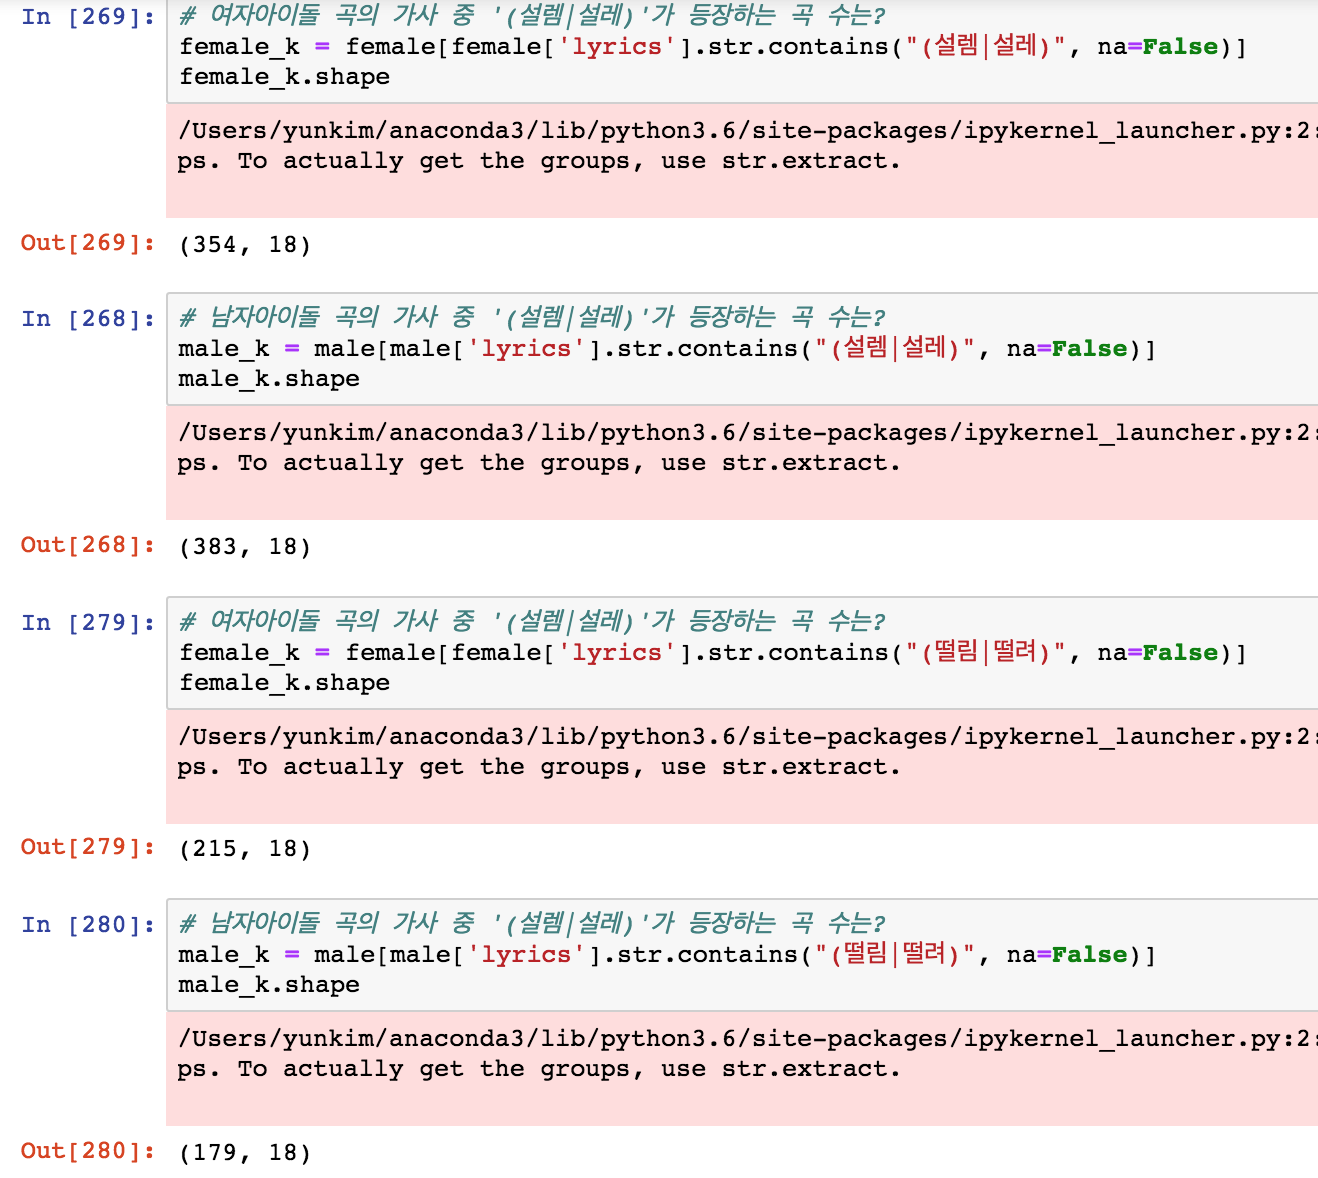 In [269]: # 여자아이돌 곡의 가사 중 '(설렘|설레)'가 등장하는 곡 수는?
female_k = female[female['lyrics'].str.contains("(설렘|설레)", na=False)]
female_k.shape
/Users/yunkim/anaconda3/lib/python3.6/site-packages/ipykernel_launcher.py:2:
ps. To actually get the groups, use str.extract.
Out[269]: (354, 18)
In [268]: # 남자아이돌 곡의 가사 중 '(설렘|설레)'가 등장하는 곡 수는?
male_k = male[male['lyrics'].str.contains("(설렘|설레)", na=False)]
male_k.shape
/Users/yunkim/anaconda3/lib/python3.6/site-packages/ipykernel_launcher.py:2:
ps. To actually get the groups, use str.extract.
Out[268]: (383, 18)
In [279]: # 여자아이돌 곡의 가사 중 '(설렘|설레)'가 등장하는 곡 수는?
female_k = female[female['lyrics'].str.contains("(떨림|떨려)", na=False)]
female_k.shape
/Users/yunkim/anaconda3/lib/python3.6/site-packages/ipykernel_launcher.py:2:
ps. To actually get the groups, use str.extract.
Out[279]: (215, 18)
In [280]: # 남자아이돌 곡의 가사 중 '(설렘|설레)'가 등장하는 곡 수는?
male_k = male[male['lyrics'].str.contains("(떨림|떨려)", na=False)]
male_k.shape
/Users/yunkim/anaconda3/lib/python3.6/site-packages/ipykernel_launcher.py:2:
ps. To actually get the groups, use str.extract.
Out[280]: (179, 18)